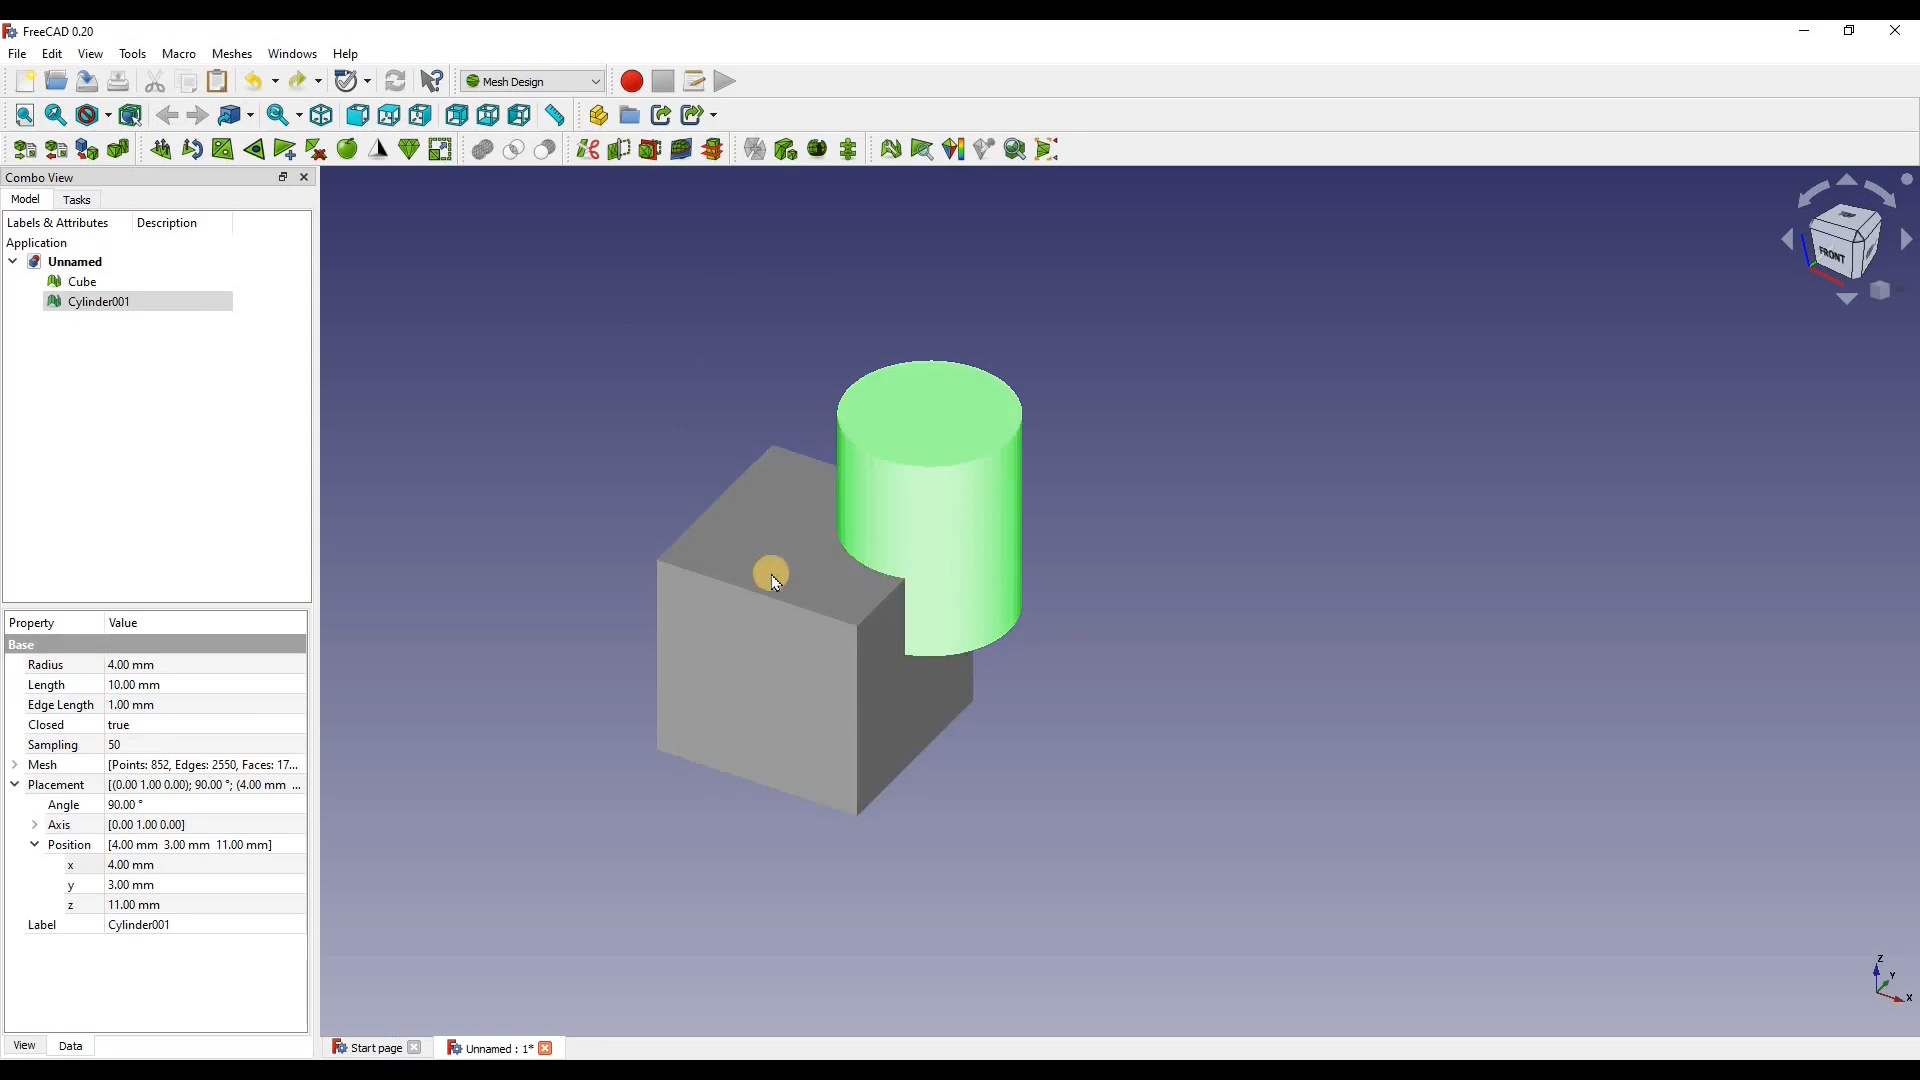 FreeCAD 0.20
File Edit View Tools Macro Meshes Windows Help
Mesh Design
Combo View
Model Tasks
Labels & Attributes Description
Application
Unnamed
Cube
Cylinder001
Property Value
Base
Radius 4.00 mm
Length 10.00 mm
Edge Length 1.00 mm
Closed true
Sampling 50
Mesh [Points: 852, Edges: 2550, Faces: 17...
Placement [(0.00 1.00 0.00); 90.00 °; (4.00 mm ...
Angle 90.00 °
Axis [0.00 1.00 0.00]
Position [4.00 mm 3.00 mm 11.00 mm]
x 4.00 mm
y 3.00 mm
z 11.00 mm
Label Cylinder001
View Data
FRONT
Z
Y
X
Start page
Unnamed : 1*